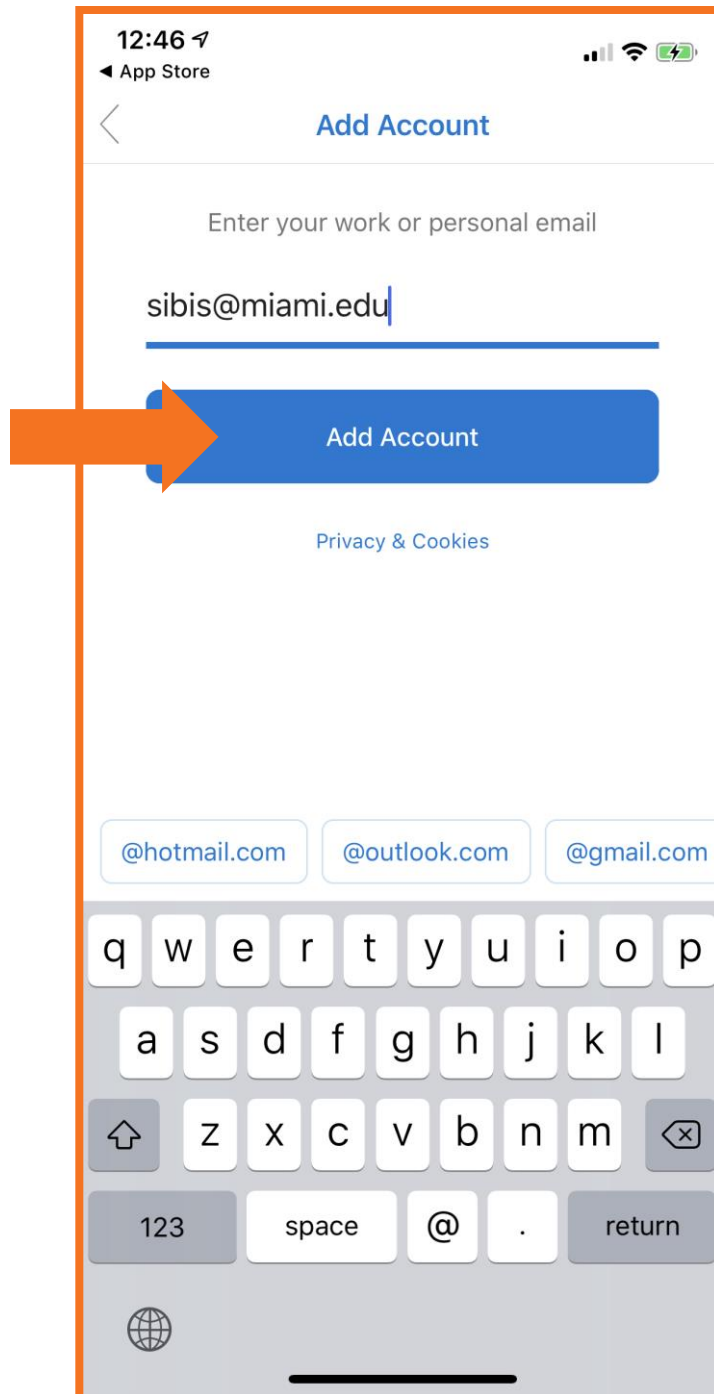 12:46
◀ App Store
Add Account
Enter your work or personal email
sibis@miami.edu
Add Account
Privacy & Cookies
@hotmail.com @outlook.com @gmail.com
q w e r t y u i o p
a s d f g h j k l
z x c v b n m
123 space @ . return